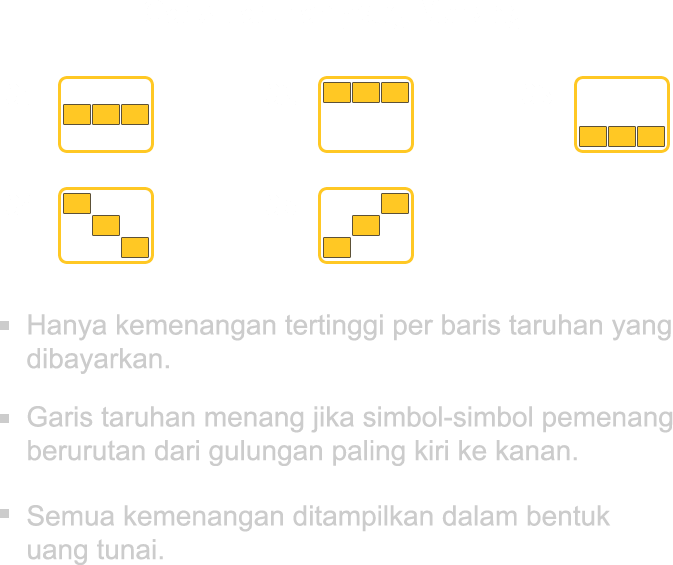 Hanya kemenangan tertinggi per baris taruhan yang
dibayarkan.
Garis taruhan menang jika simbol-simbol pemenang
berurutan dari gulungan paling kiri ke kanan.
Semua kemenangan ditampilkan dalam bentuk
uang tunai.